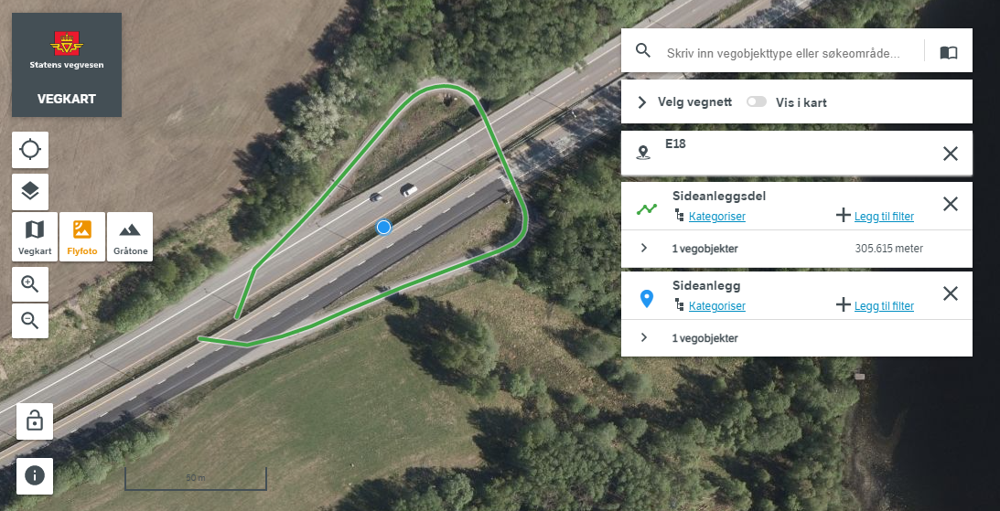 Statens vegvesen
VEGKART
Skriv inn vegobjekttype eller søkeområde...
Velg vegnett
Vis i kart
E18
Sideanleggsdel
Kategoriser
Legg til filter
1 vegobjekter
305.615 meter
Sideanlegg
Kategoriser
Legg til filter
1 vegobjekter
Vegkart
Flyfoto
Gråtone
50 m